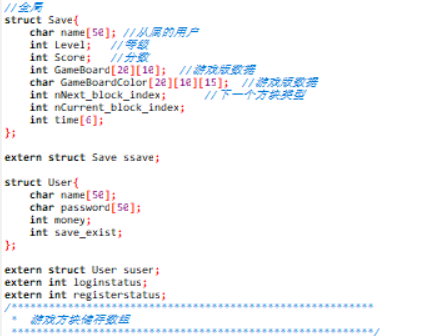 //全局
struct Save{
char name[50]; //从属的用户
int Level; //等级
int Score; //分数
int GameBoard[20][10]; //游戏版数据
char GameBoardColor[20][10][15]; //游戏版数据
int nNext_block_index; //下一个方块类型
int nCurrent_block_index;
int time[6];
};
extern struct Save ssave;
struct User{
char name[50];
char password[50];
int money;
int save_exist;
};
extern struct User suser;
extern int loginstatus;
extern int registerstatus;
/************************************************************
* 游戏方块储存数组
************************************************************/